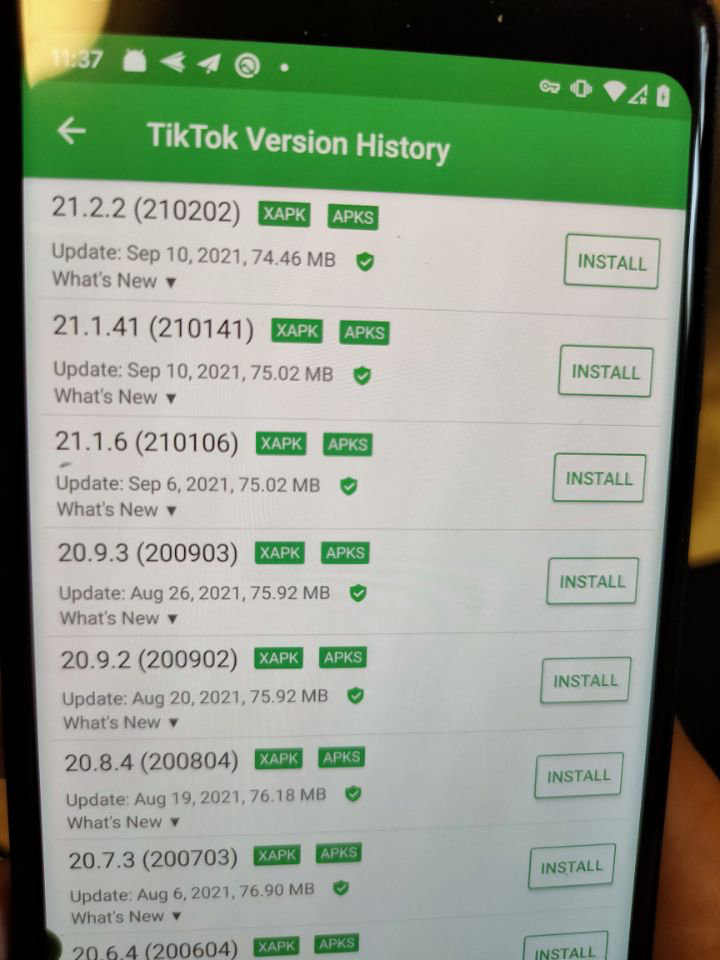 11:37
TikTok Version History
21.2.2 (210202) XAPK APKS
Update: Sep 10, 2021, 74.46 MB
INSTALL
What's New ▼
21.1.41 (210141) XAPK APKS
Update: Sep 10, 2021, 75.02 MB
INSTALL
What's New ▼
21.1.6 (210106) XAPK APKS
Update: Sep 6, 2021, 75.02 MB
INSTALL
What's New ▼
20.9.3 (200903) XAPK APKS
Update: Aug 26, 2021, 75.92 MB
INSTALL
What's New ▼
20.9.2 (200902) XAPK APKS
Update: Aug 20, 2021, 75.92 MB
INSTALL
What's New ▼
20.8.4 (200804) XAPK APKS
Update: Aug 19, 2021, 76.18 MB
INSTALL
What's New ▼
20.7.3 (200703) XAPK APKS
Update: Aug 6, 2021, 76.90 MB
INSTALL
What's New ▼
20.6.4 (200604) XAPK APKS
INSTALL